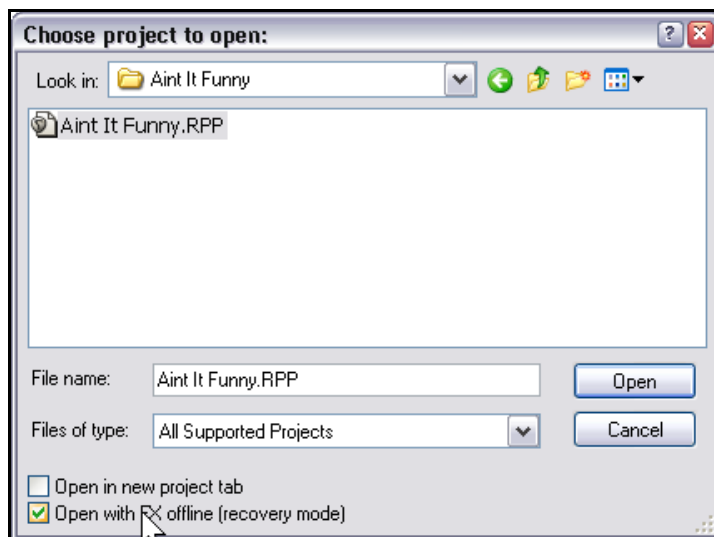 Choose project to open:
Look in: Aint It Funny
Aint It Funny.RPP
File name: Aint It Funny.RPP Open
Files of type: All Supported Projects Cancel
Open in new project tab
Open with FX offline (recovery mode)